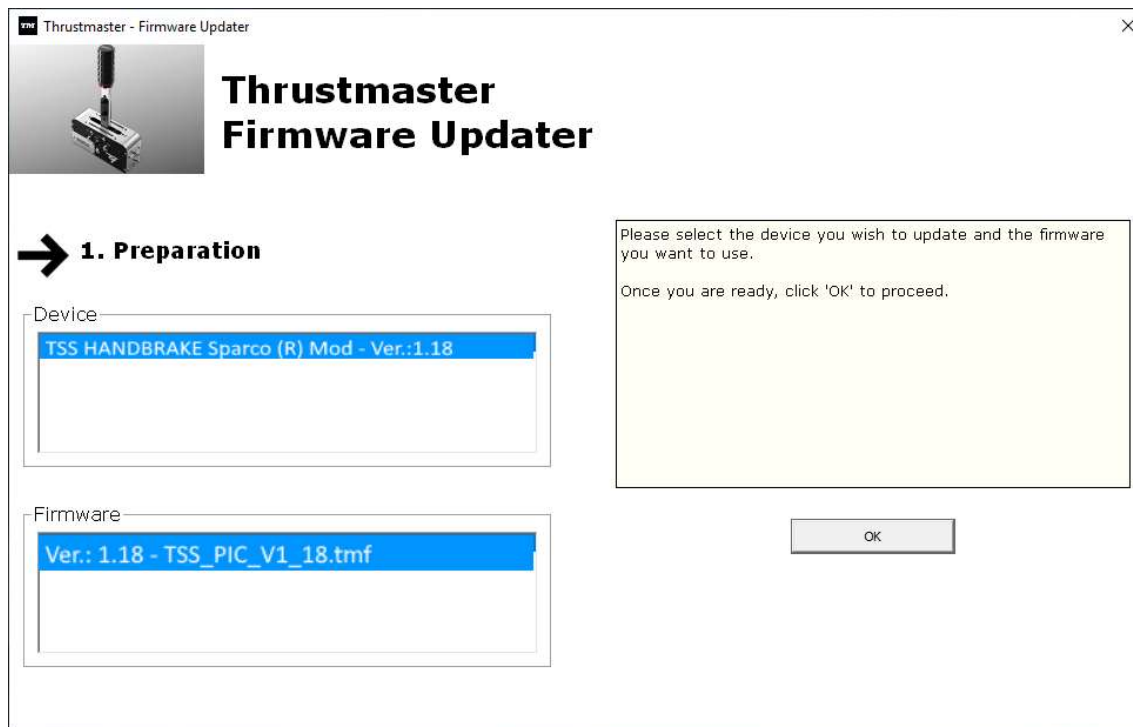 Thrustmaster - Firmware Updater
Thrustmaster
Firmware Updater
1. Preparation
Please select the device you wish to update and the firmware
you want to use.
Once you are ready, click 'OK' to proceed.
Device
TSS HANDBRAKE Sparco (R) Mod - Ver.:1.18
Firmware
Ver.: 1.18 - TSS_PIC_V1_18.tmf
OK